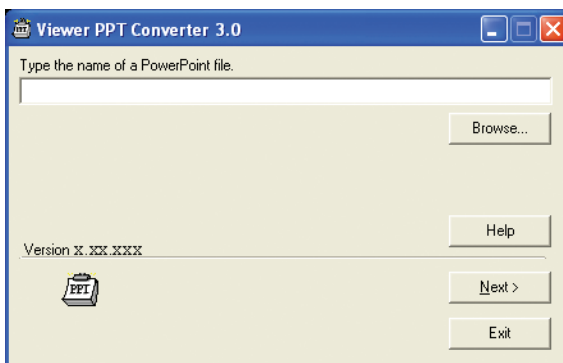 Viewer PPT Converter 3.0
Type the name of a PowerPoint file.
Browse...
Help
Version X.XX.XXX
PPT
Next >
Exit